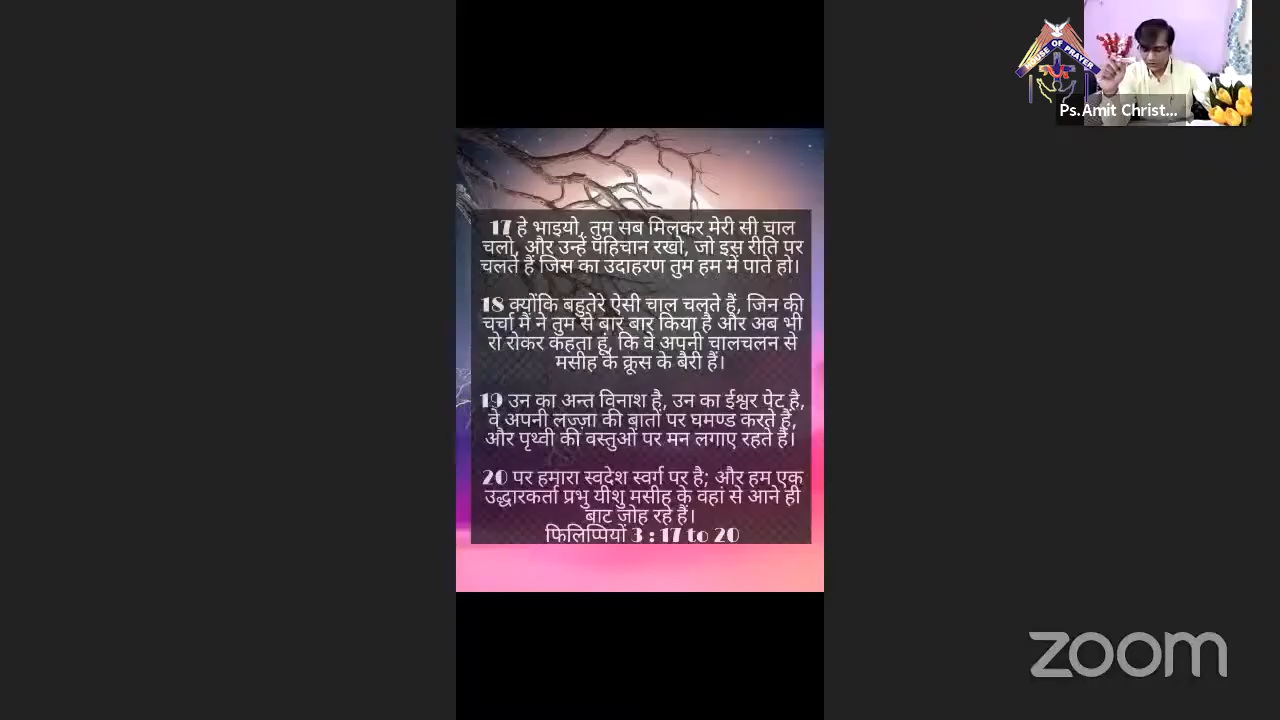 HOUSE OF PRAYER
Ps.Amit Christ...
17 हे भाइयो, तुम सब मिलकर मेरी सी चाल
चलो, और उन्हें पहिचान रखो, जो इस रीति पर
चलते हैं जिस का उदाहरण तुम हम में पाते हो।
18 क्योंकि बहुतेरे ऐसी चाल चलते हैं, जिन की
चर्चा मैं ने तुम से बार बार किया है और अब भी
रो रोकर कहता हूं, कि वे अपनी चालचलन से
मसीह के क्रूस के बैरी हैं।
19 उन का अन्त विनाश है, उन का ईश्वर पेट है,
वे अपनी लज्ज़ा की बातों पर घमण्ड करते हैं,
और पृथ्वी की वस्तुओं पर मन लगाए रहते हैं।
20 पर हमारा स्वदेश स्वर्ग पर है; और हम एक
उद्धारकर्ता प्रभु यीशु मसीह के वहां से आने ही
बाट जोह रहे हैं।
फिलिप्पियों 3 : 17 to 20
zoom